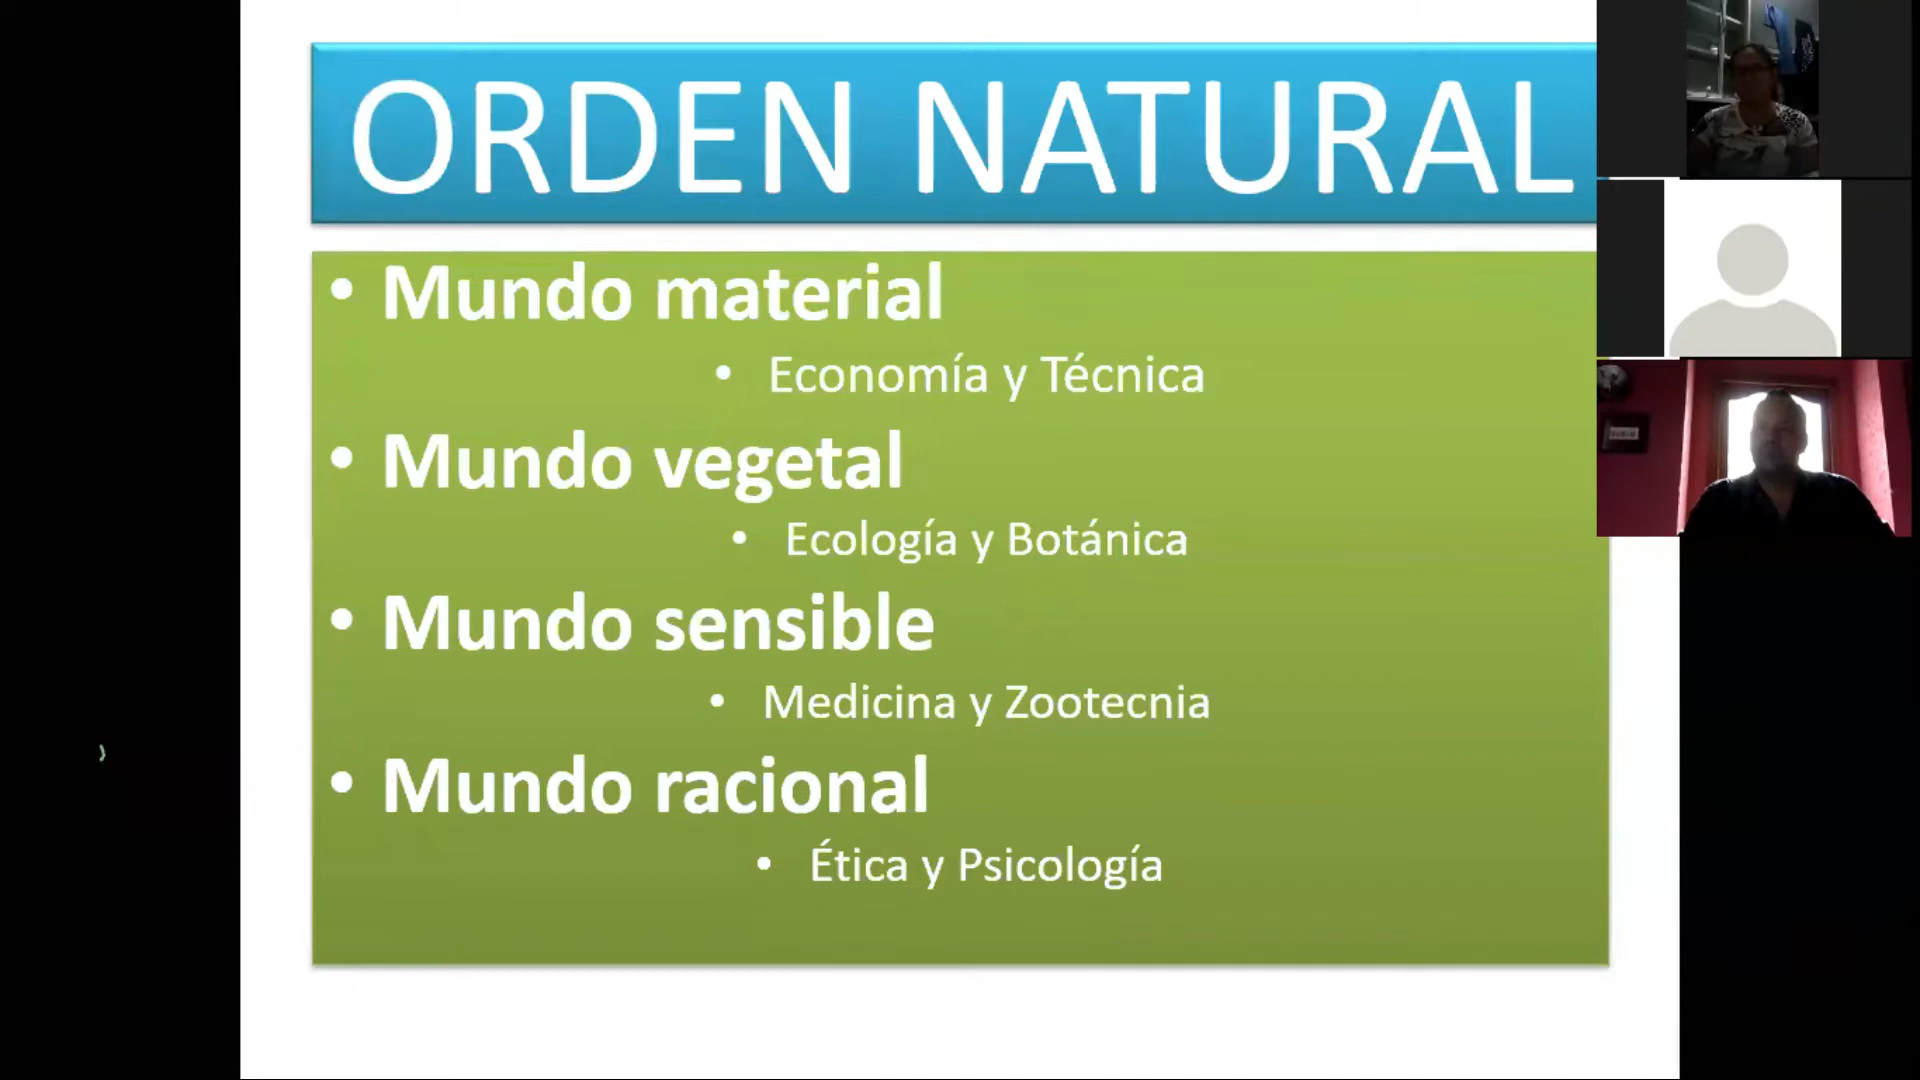 ORDEN NATURAL
• Mundo material
• Economía y Técnica
• Mundo vegetal
• Ecología y Botánica
• Mundo sensible
• Medicina y Zootecnia
• Mundo racional
• Ética y Psicología